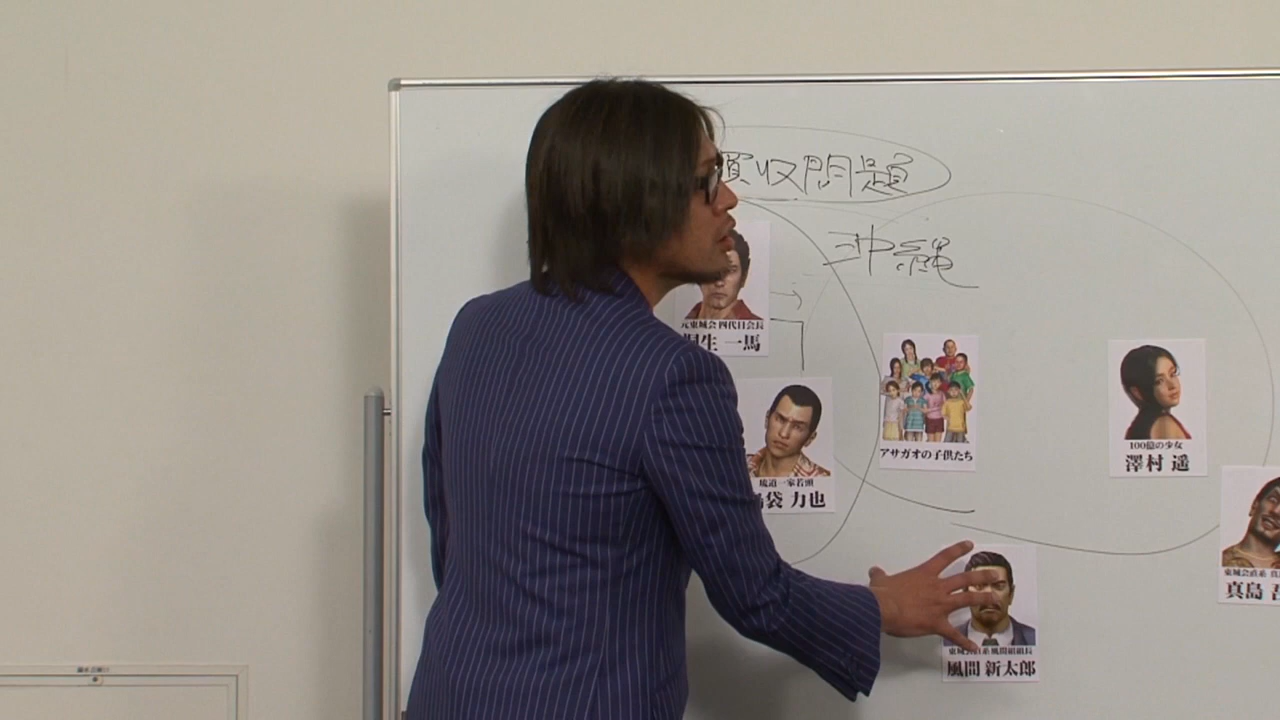 買収問題
沖縄
元東城会 四代目会長
桐生 一馬
琉道一家若頭
島袋 力也
アサガオの子供たち
100億の少女
澤村 遥
東城会直系
真島 吾
東城会直系 風間組組長
風間 新太郎